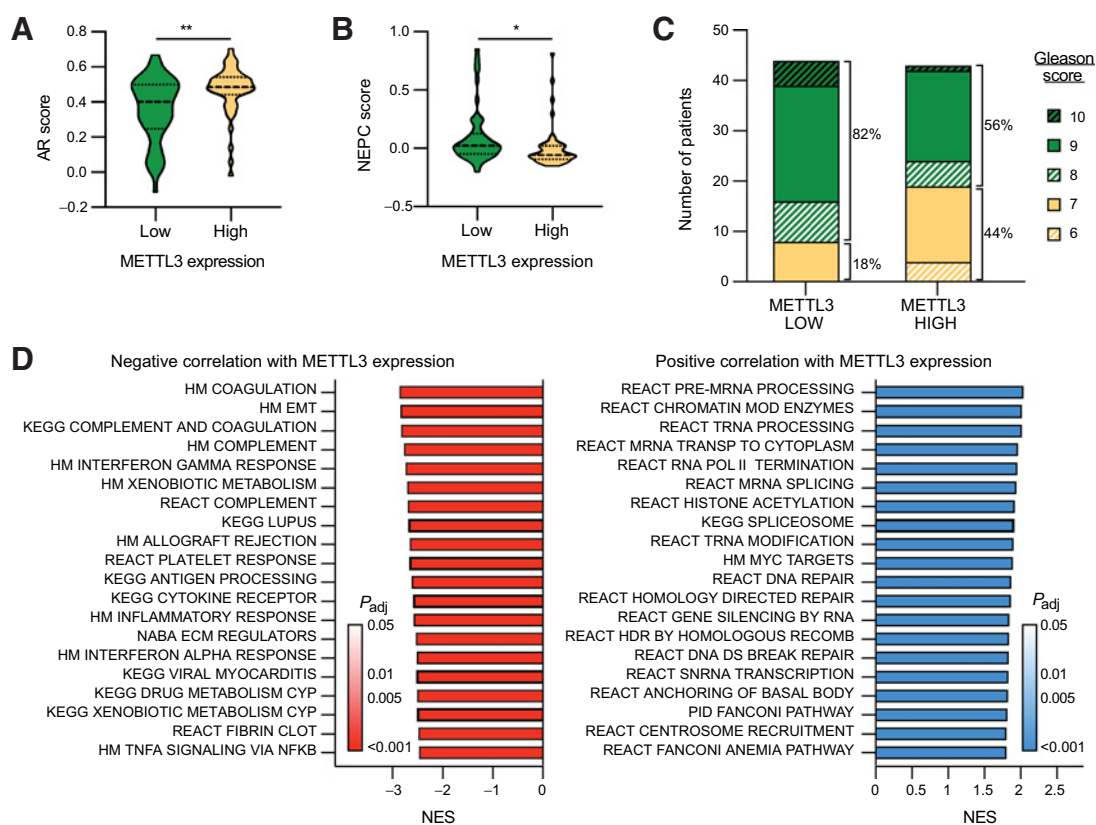 A
AR score
0.8
0.6
0.4
0.2
0.0
–0.2
**
Low
High
METTL3 expression
B
NEPC score
1.0
0.5
0.0
–0.5
*
Low
High
METTL3 expression
C
Number of patients
50
40
30
20
10
0
82%
18%
56%
44%
METTL3
LOW
METTL3
HIGH
Gleason
score
10
9
8
7
6
D
Negative correlation with METTL3 expression
HM COAGULATION
HM EMT
KEGG COMPLEMENT AND COAGULATION
HM COMPLEMENT
HM INTERFERON GAMMA RESPONSE
HM XENOBIOTIC METABOLISM
REACT COMPLEMENT
KEGG LUPUS
HM ALLOGRAFT REJECTION
REACT PLATELET RESPONSE
KEGG ANTIGEN PROCESSING
KEGG CYTOKINE RECEPTOR
HM INFLAMMATORY RESPONSE
NABA ECM REGULATORS
HM INTERFERON ALPHA RESPONSE
KEGG VIRAL MYOCARDITIS
KEGG DRUG METABOLISM CYP
KEGG XENOBIOTIC METABOLISM CYP
REACT FIBRIN CLOT
HM TNFA SIGNALING VIA NFKB
Padj
0.05
0.01
0.005
<0.001
–3
–2
–1
0
NES
Positive correlation with METTL3 expression
REACT PRE-MRNA PROCESSING
REACT CHROMATIN MOD ENZYMES
REACT TRNA PROCESSING
REACT MRNA TRANSP TO CYTOPLASM
REACT RNA POL II TERMINATION
REACT MRNA SPLICING
REACT HISTONE ACETYLATION
KEGG SPLICEOSOME
REACT TRNA MODIFICATION
HM MYC TARGETS
REACT DNA REPAIR
REACT HOMOLOGY DIRECTED REPAIR
REACT GENE SILENCING BY RNA
REACT HDR BY HOMOLOGOUS RECOMB
REACT DNA DS BREAK REPAIR
REACT SNRNA TRANSCRIPTION
REACT ANCHORING OF BASAL BODY
PID FANCONI PATHWAY
REACT CENTROSOME RECRUITMENT
REACT FANCONI ANEMIA PATHWAY
Padj
0.05
0.01
0.005
<0.001
0
0.5
1
1.5
2
2.5
NES